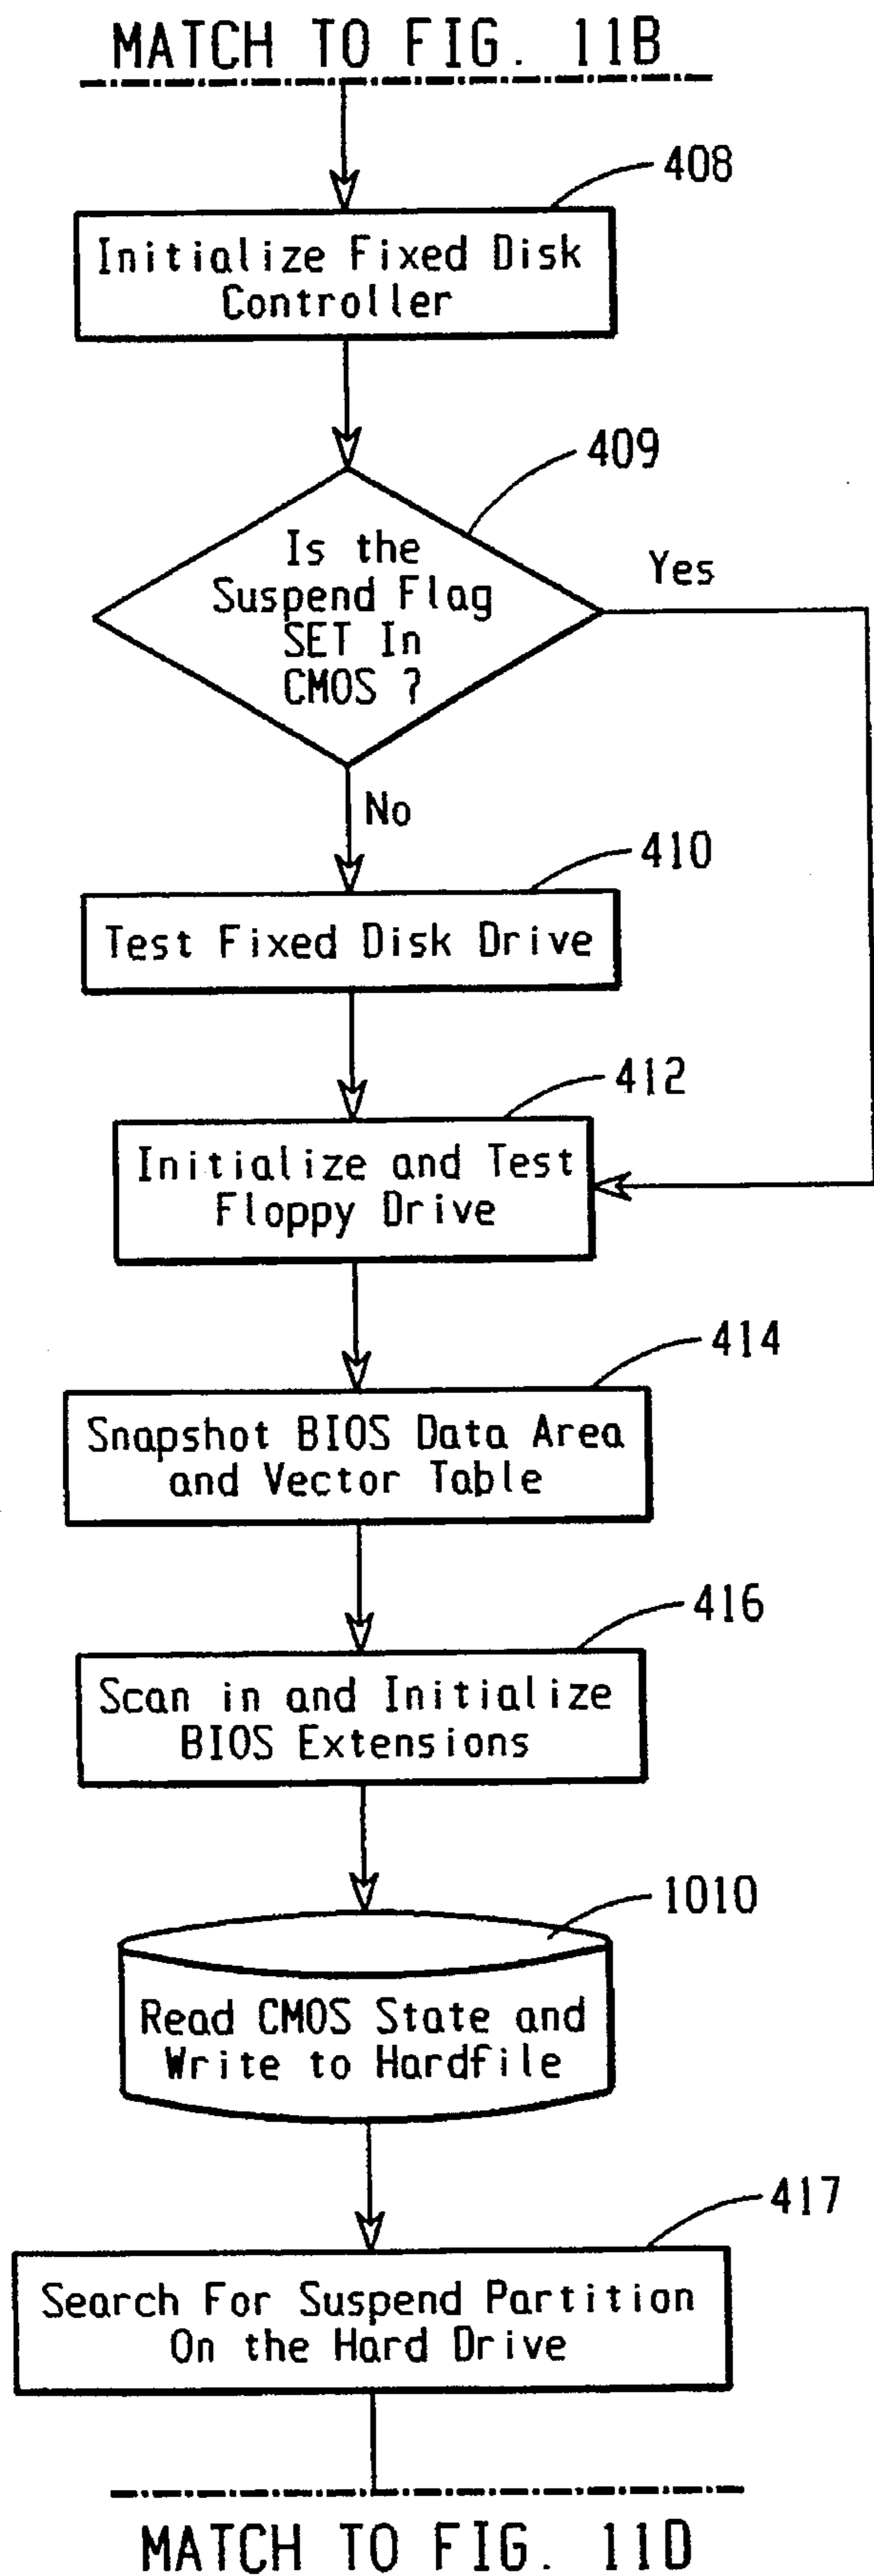 MATCH TO FIG. 11B
408
Initialize Fixed Disk
Controller
409
Is the
Suspend Flag
SET In
CMOS ?
Yes
No
410
Test Fixed Disk Drive
412
Initialize and Test
Floppy Drive
414
Snapshot BIOS Data Area
and Vector Table
416
Scan in and Initialize
BIOS Extensions
1010
Read CMOS State and
Write to Hardfile
417
Search For Suspend Partition
On the Hard Drive
MATCH TO FIG. 11D